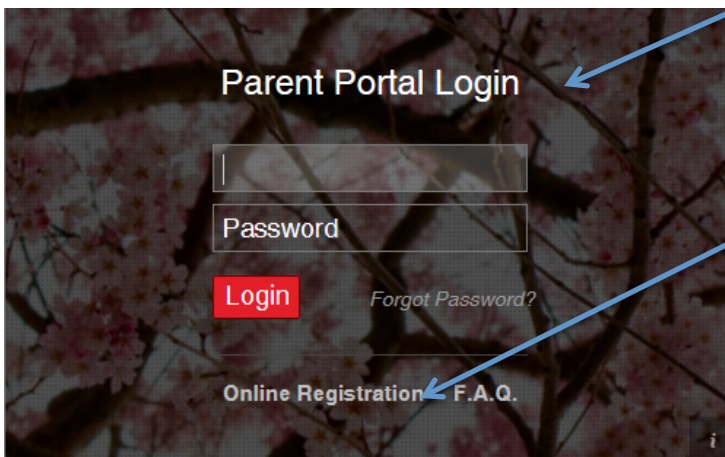 Parent Portal Login
Password
Login Forgot Password?
Online Registration F.A.Q.
i